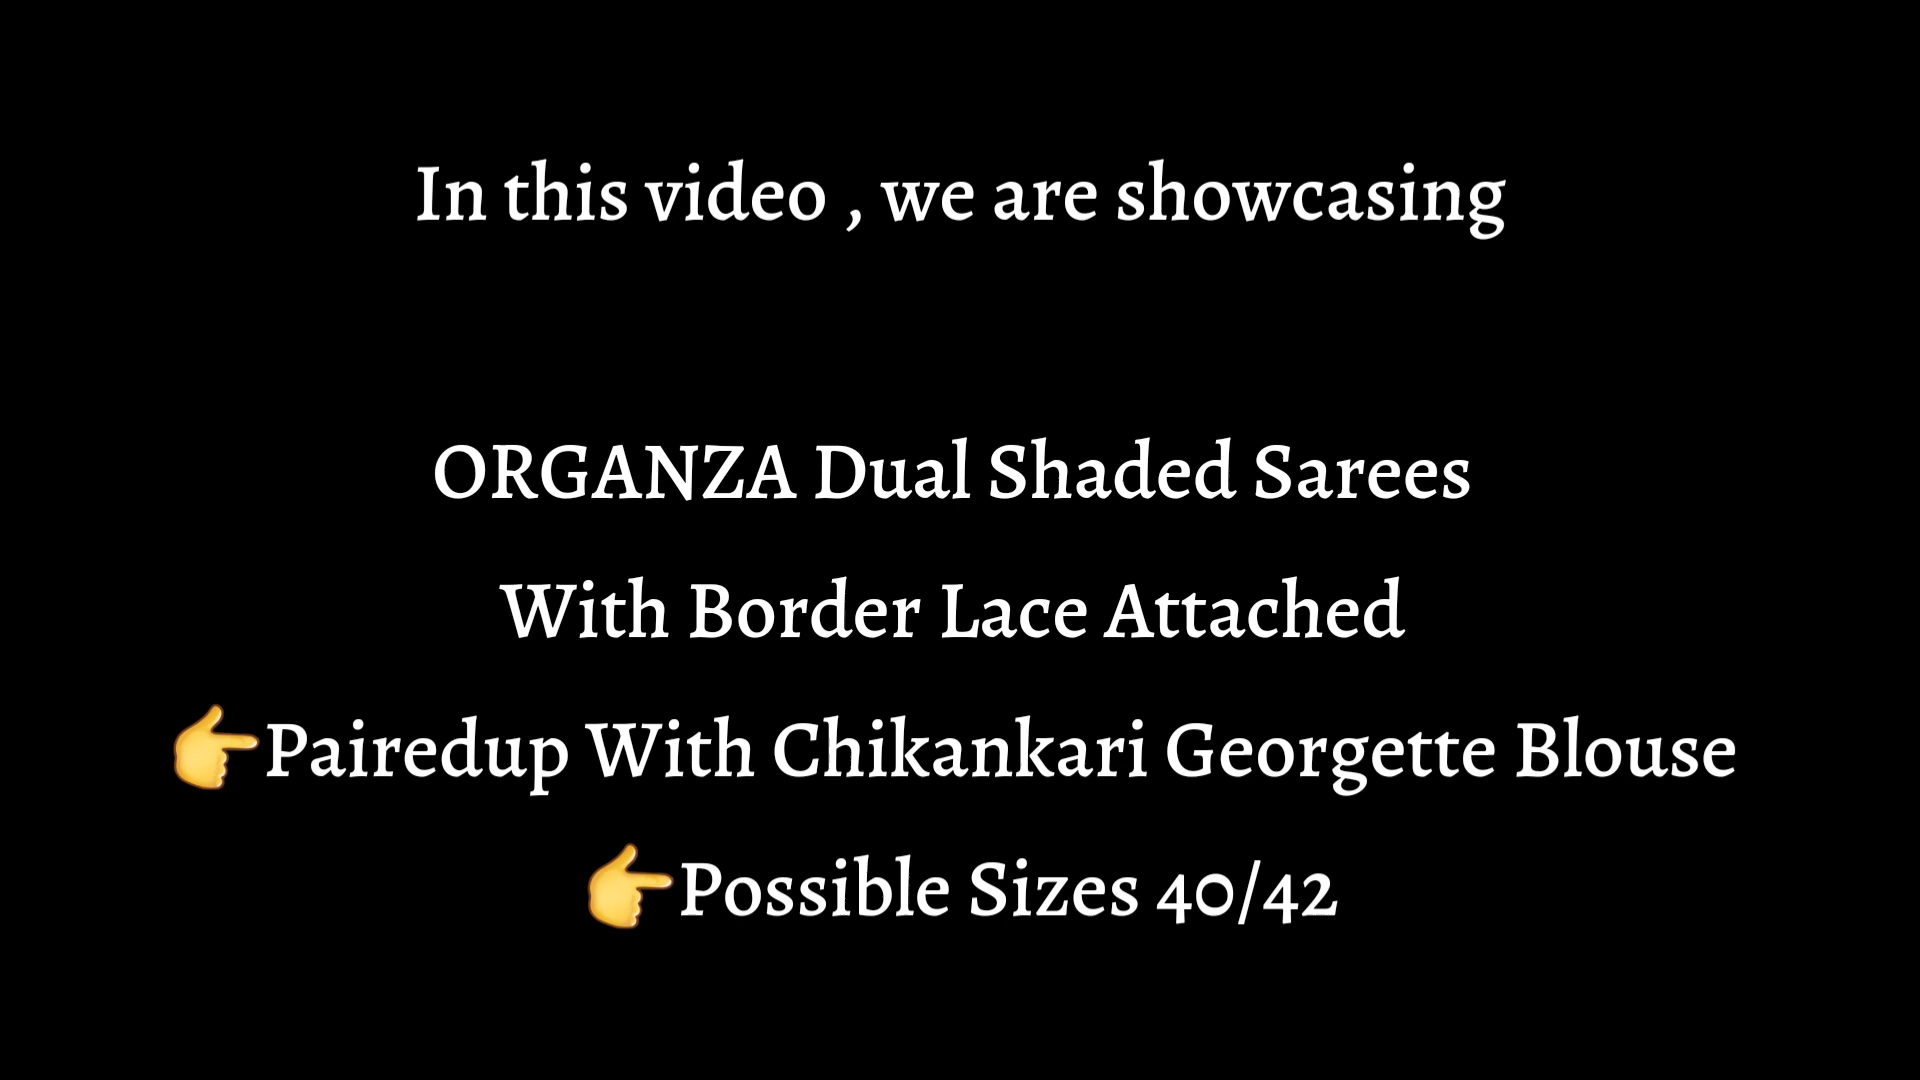 In this video , we are showcasing
ORGANZA Dual Shaded Sarees
With Border Lace Attached
👉Pairedup With Chikankari Georgette Blouse
👉Possible Sizes 40/42